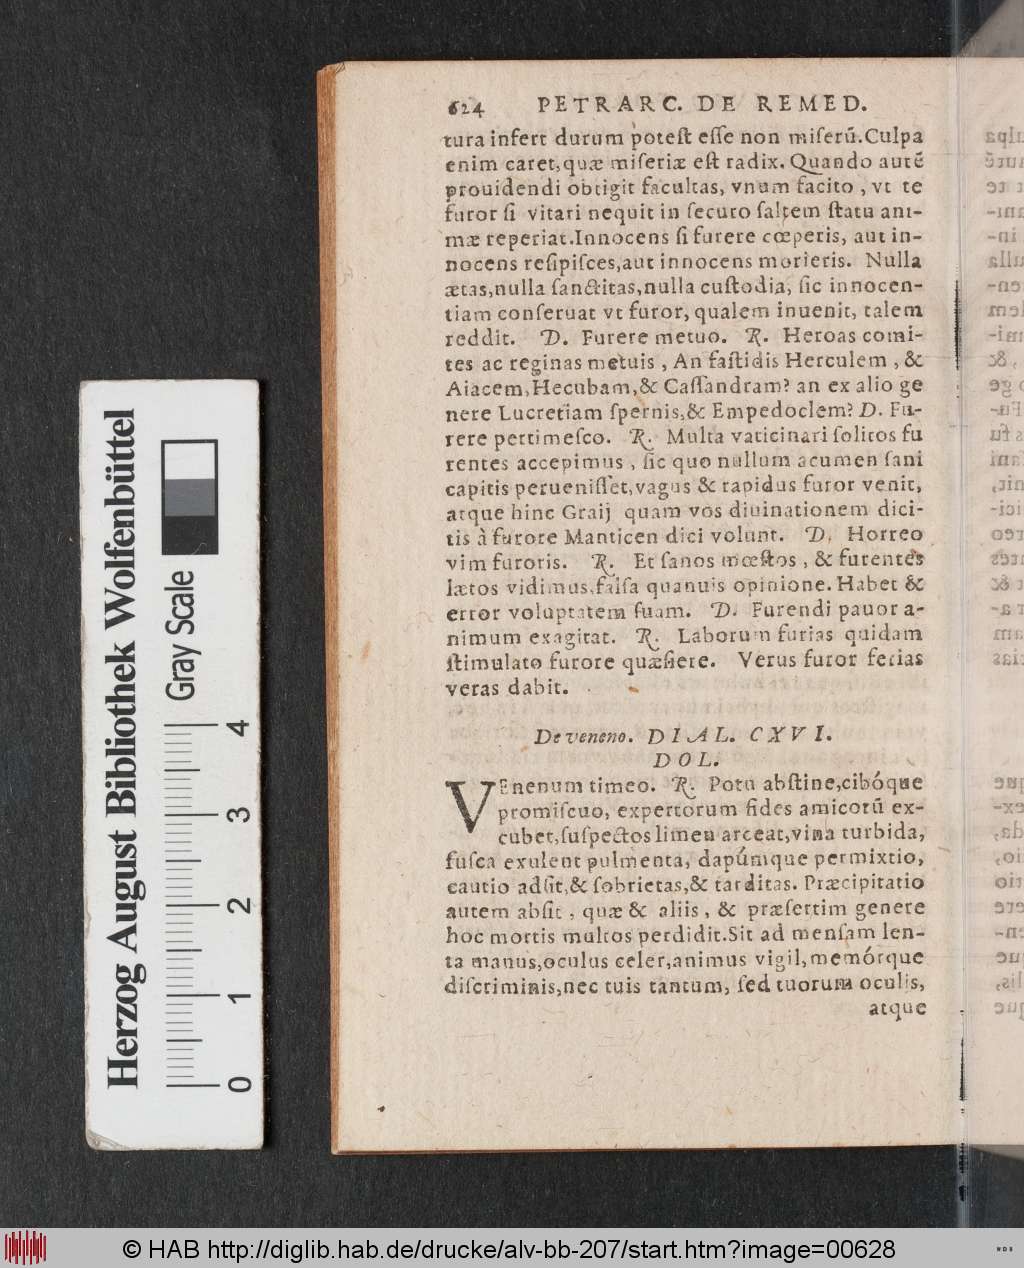 624 PETRARC. DE REMED.
tura infert durum poteſt eſſe non miſerũ.Culpa
enim caret,quæ miſeriæ eſt radix. Quando autẽ
prouidendi obtigit facultas, vnum facito , vt te
furor ſi vitari nequit in ſecuro ſaltem ſtatu ani-
mæ reperiat.Innocens ſi furere cœperis, aut in-
nocens reſipiſces,aut innocens morieris. Nulla
ætas,nulla ſanctitas,nulla cuſtodia, ſic innocen-
tiam conſeruat vt furor, qualem inuenit, talem
reddit. D. Furere metuo. R. Heroas comi-
tes ac reginas metuis , An faſtidis Herculem , &
Aiacem,Hecubam,& Caſſandram? an ex alio ge
nere Lucretiam ſpernis,& Empedoclem? D. Fu-
rere pertimeſco. R. Multa vaticinari ſolitos fu
rentes accepimus , ſic quo nullum acumen ſani
capitis perueniſſet,vagus & rapidus furor venit,
atque hinc Graij quam vos diuinationem dici-
tis à furore Manticen dici volunt. D. Horreo
vim furoris. R. Et ſanos mœſtos , & furentes
lætos vidimus,falſa quanuis opinione. Habet &
error voluptatem ſuam. D. Furendi pauor a-
nimum exagitat. R. Laborum furias quidam
ſtimulato furore quæſiere. Verus furor ferias
veras dabit.
De veneno. DIAL. CXVI.
DOL.
VEnenum timeo. R. Potu abſtine,cibóque
promiſcuo, expertorum fides amicorũ ex-
cubet,ſuſpectos limen arceat,vina turbida,
fuſca exulent pulmenta, dapúmque permixtio,
cautio adſit,& ſobrietas,& tarditas. Præcipitatio
autem abſit , quæ & aliis , & præſertim genere
hoc mortis multos perdidit.Sit ad menſam len-
ta manus,oculus celer,animus vigil,memórque
diſcriminis,nec tuis tantum, ſed tuorum oculis,
atque
Herzog August Bibliothek Wolfenbüttel
Gray Scale
0 1 2 3 4
© HAB http://diglib.hab.de/drucke/alv-bb-207/start.htm?image=00628